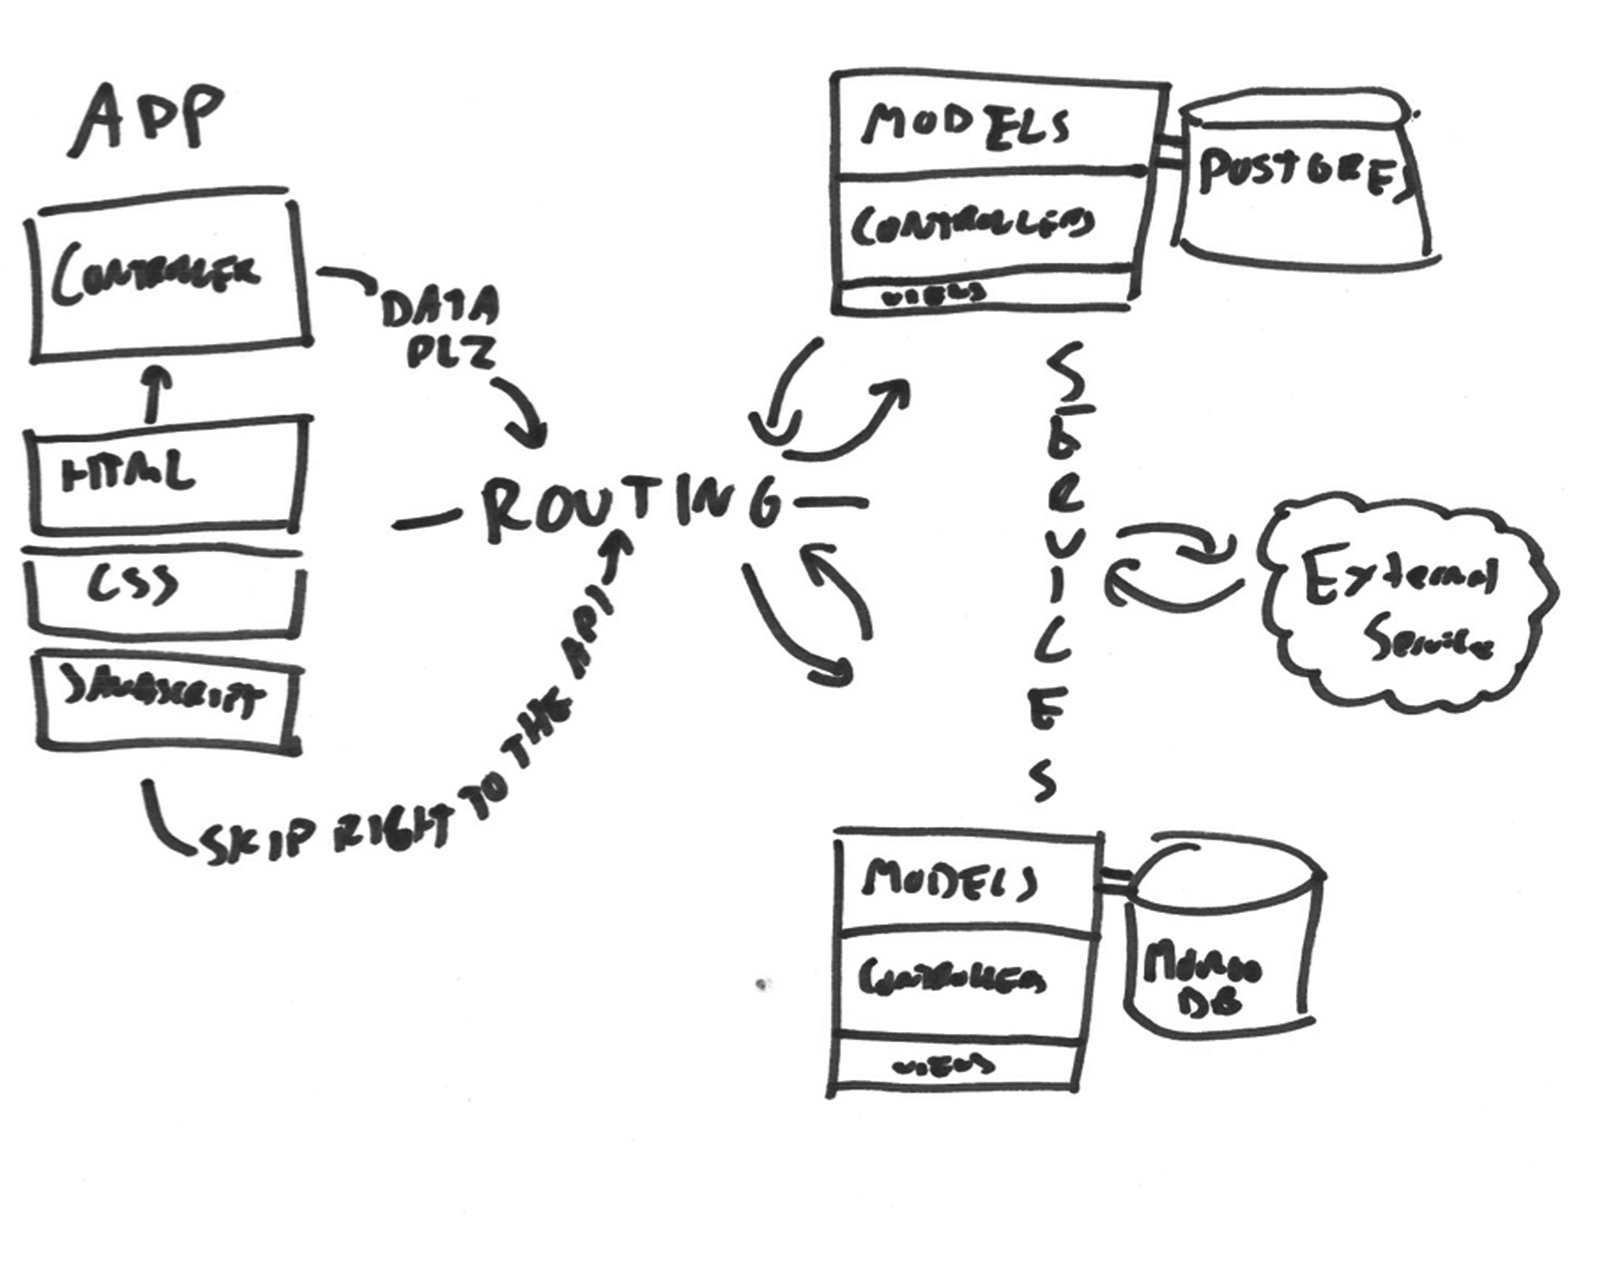 APP
CONTROLLER
HTML
CSS
JAVASCRIPT
DATA
PLZ
ROUTING
SKIP RIGHT TO THE API
MODELS
CONTROLLERS
VIEWS
POSTGRES
SERVICES
External
Service
MODELS
CONTROLLERS
VIEWS
MONGO
DB